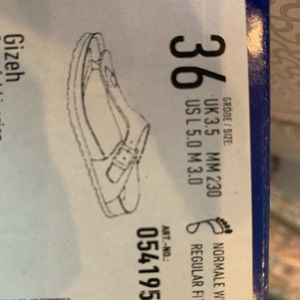 Gizeh
36
GRÖßE / SIZE:
UK 3.5 MM 230
US L 5.0 M 3.0
NORMALE
REGULAR
ART.-NO.:
054195